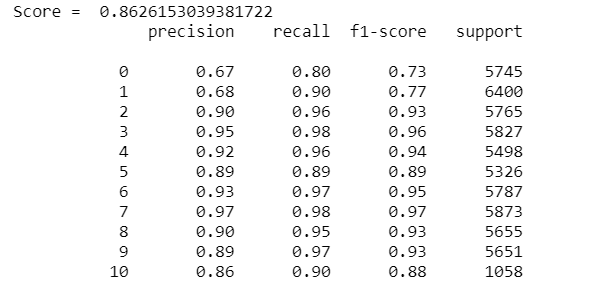 Score =  0.8626153039381722
precision recall f1-score support
0 0.67 0.80 0.73 5745
1 0.68 0.90 0.77 6400
2 0.90 0.96 0.93 5765
3 0.95 0.98 0.96 5827
4 0.92 0.96 0.94 5498
5 0.89 0.89 0.89 5326
6 0.93 0.97 0.95 5787
7 0.97 0.98 0.97 5873
8 0.90 0.95 0.93 5655
9 0.89 0.97 0.93 5651
10 0.86 0.90 0.88 1058